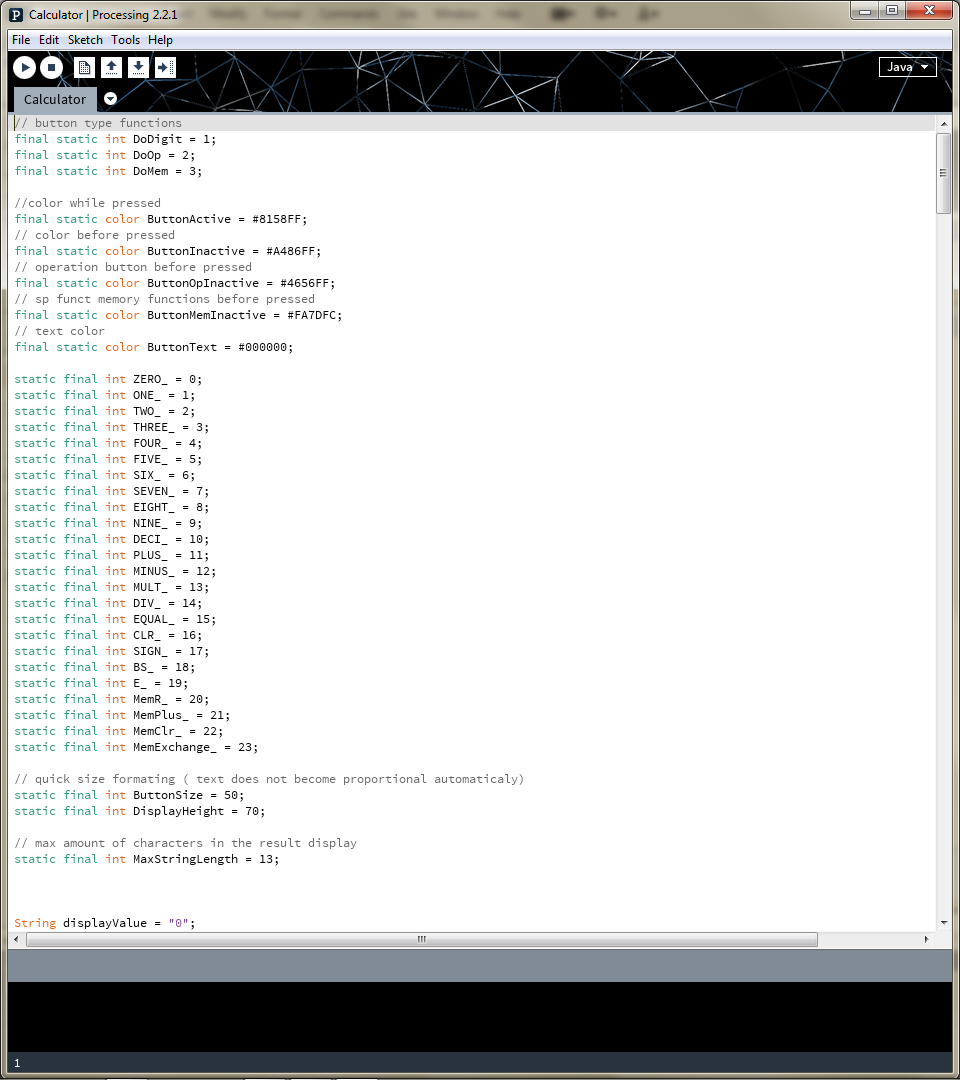 Calculator | Processing 2.2.1
File Edit Sketch Tools Help
Java
Calculator
// button type functions
final static int DoDigit = 1;
final static int DoOp = 2;
final static int DoMem = 3;
//color while pressed
final static color ButtonActive = #8158FF;
// color before pressed
final static color ButtonInactive = #A486FF;
// operation button before pressed
final static color ButtonOpInactive = #4656FF;
// sp funct memory functions before pressed
final static color ButtonMemInactive = #FA7DFC;
// text color
final static color ButtonText = #000000;
static final int ZERO_ = 0;
static final int ONE_ = 1;
static final int TWO_ = 2;
static final int THREE_ = 3;
static final int FOUR_ = 4;
static final int FIVE_ = 5;
static final int SIX_ = 6;
static final int SEVEN_ = 7;
static final int EIGHT_ = 8;
static final int NINE_ = 9;
static final int DECI_ = 10;
static final int PLUS_ = 11;
static final int MINUS_ = 12;
static final int MULT_ = 13;
static final int DIV_ = 14;
static final int EQUAL_ = 15;
static final int CLR_ = 16;
static final int SIGN_ = 17;
static final int BS_ = 18;
static final int E_ = 19;
static final int MemR_ = 20;
static final int MemPlus_ = 21;
static final int MemClr_ = 22;
static final int MemExchange_ = 23;
// quick size formating ( text does not become proportional automaticaly)
static final int ButtonSize = 50;
static final int DisplayHeight = 70;
// max amount of characters in the result display
static final int MaxStringLength = 13;
String displayValue = "0";
1